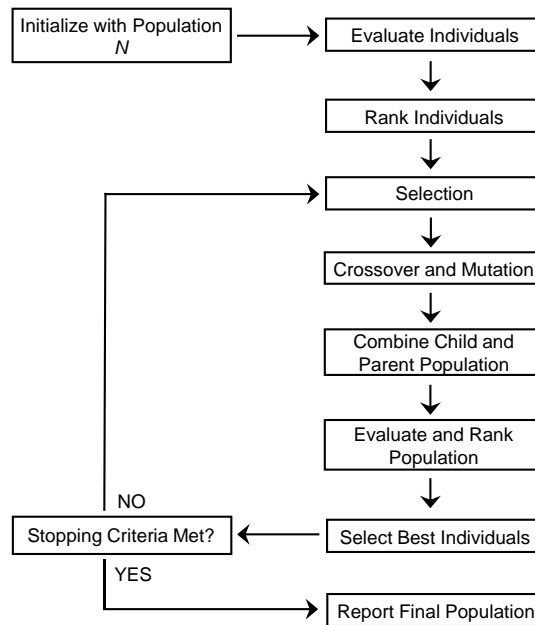 Initialize with Population
N
Evaluate Individuals
Rank Individuals
Selection
Crossover and Mutation
Combine Child and
Parent Population
Evaluate and Rank
Population
Select Best Individuals
Stopping Criteria Met?
NO
YES
Report Final Population